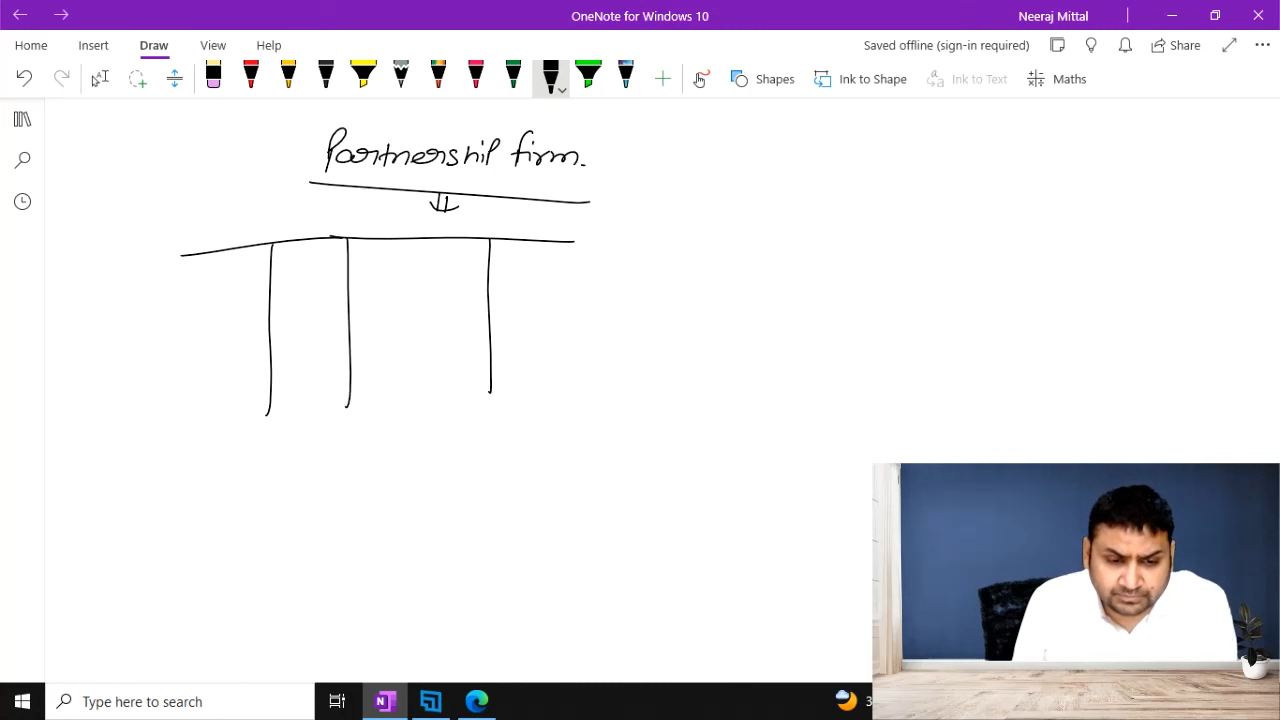 OneNote for Windows 10
Neeraj Mittal
Home Insert Draw View Help
Saved offline (sign-in required) Share
Shapes Ink to Shape Ink to Text Maths
Partnership firm.
Type here to search
3